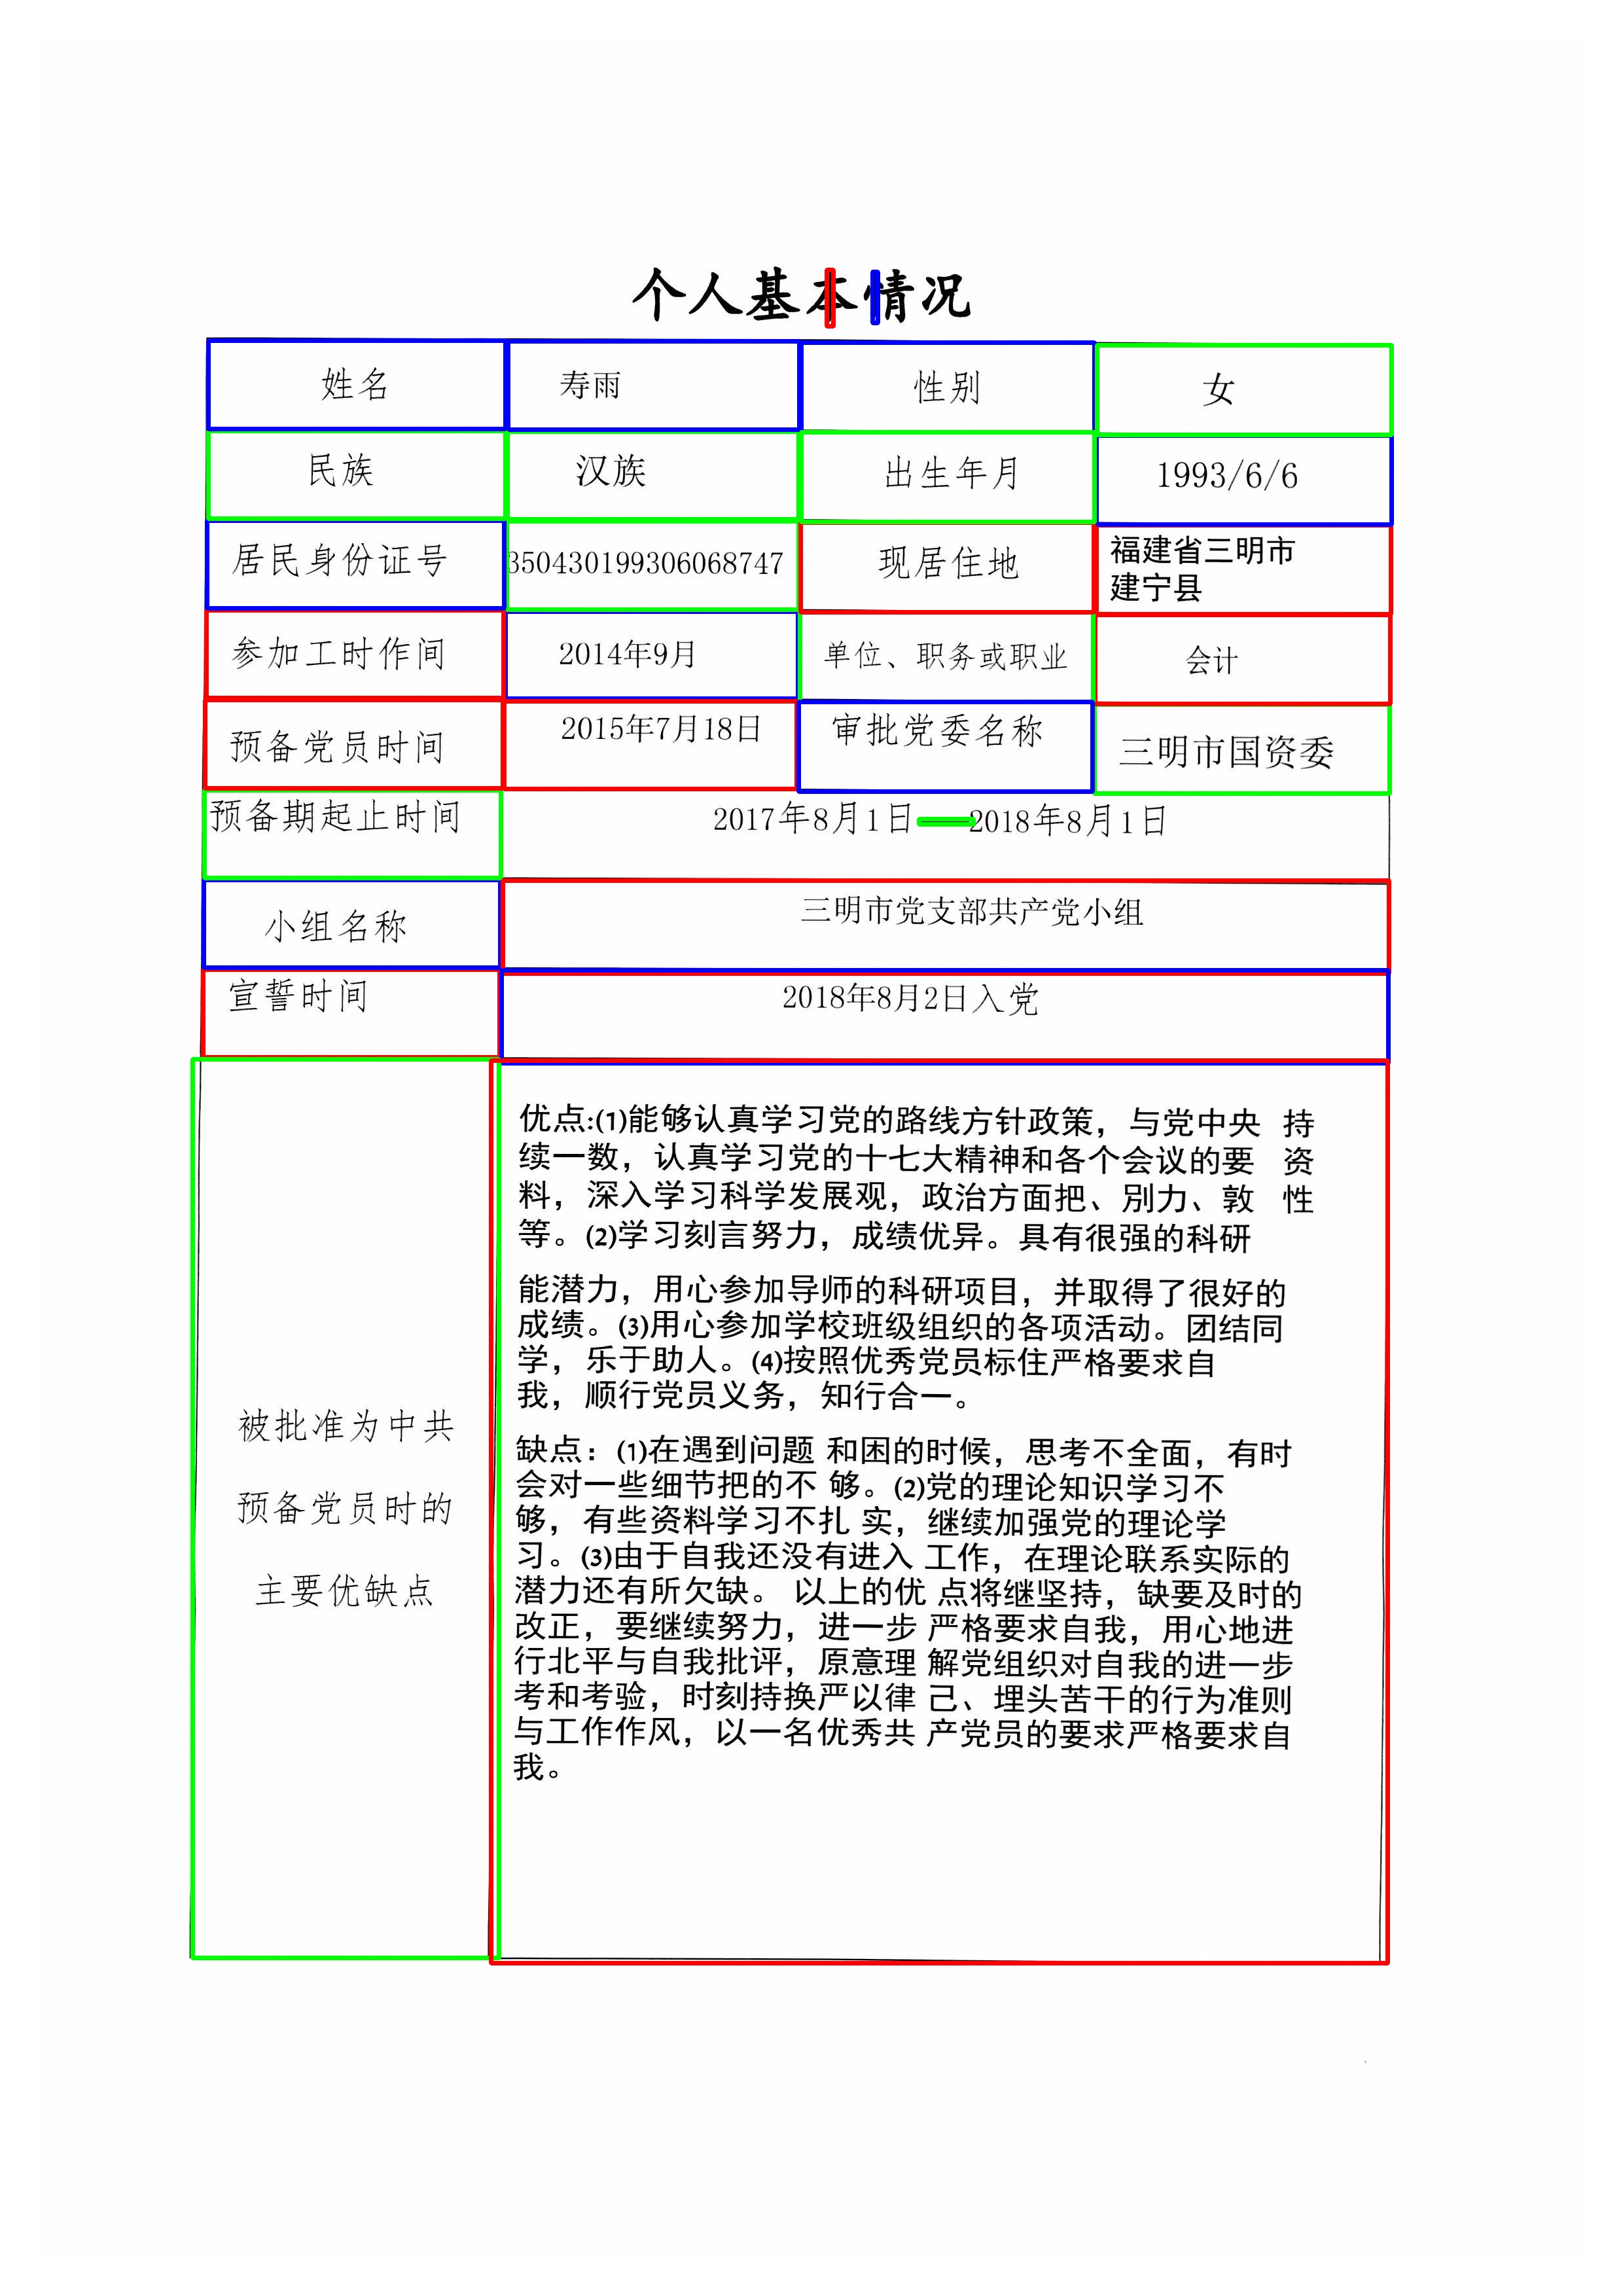 个人基本情况
姓名 寿雨 性别 女
民族 汉族 出生年月 1993/6/6
居民身份证号 350430199306068747 现居住地 福建省三明市
建宁县
参加工时作间 2014年9月 单位、职务或职业 会计
预备党员时间 2015年7月18日 审批党委名称 三明市国资委
预备期起止时间 2017年8月1日——2018年8月1日
小组名称 三明市党支部共产党小组
宣誓时间 2018年8月2日入党
被批准为中共
预备党员时的
主要优缺点
优点:(1)能够认真学习党的路线方针政策，与党中央 持
续一数，认真学习党的十七大精神和各个会议的要 资
料，深入学习科学发展观，政治方面把、别力、敦 性
等。(2)学习刻言努力，成绩优异。具有很强的科研
能潜力，用心参加导师的科研项目，并取得了很好的
成绩。(3)用心参加学校班级组织的各项活动。团结同
学，乐于助人。(4)按照优秀党员标住严格要求自
我，顺行党员义务，知行合一。
缺点：(1)在遇到问题 和困的时候，思考不全面，有时
会对一些细节把的不 够。(2)党的理论知识学习不
够，有些资料学习不扎 实，继续加强党的理论学
习。(3)由于自我还没有进入 工作，在理论联系实际的
潜力还有所欠缺。 以上的优 点将继坚持，缺要及时的
改正，要继续努力，进一步 严格要求自我，用心地进
行北平与自我批评，原意理 解党组织对自我的进一步
考和考验，时刻持换严以律 己、埋头苦干的行为准则
与工作作风，以一名优秀共 产党员的要求严格要求自
我。